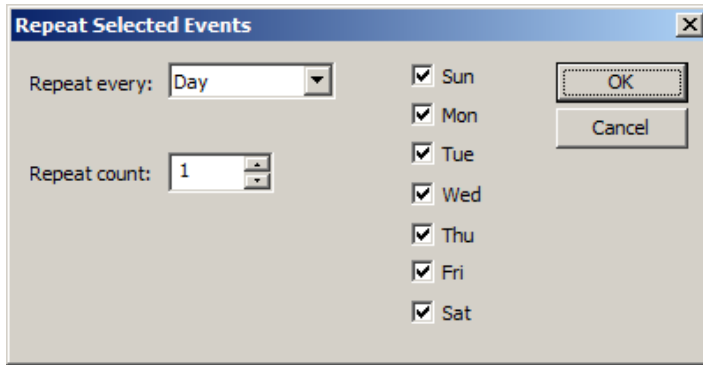 Repeat Selected Events
Repeat every: Day
Repeat count: 1
Sun
Mon
Tue
Wed
Thu
Fri
Sat
OK
Cancel